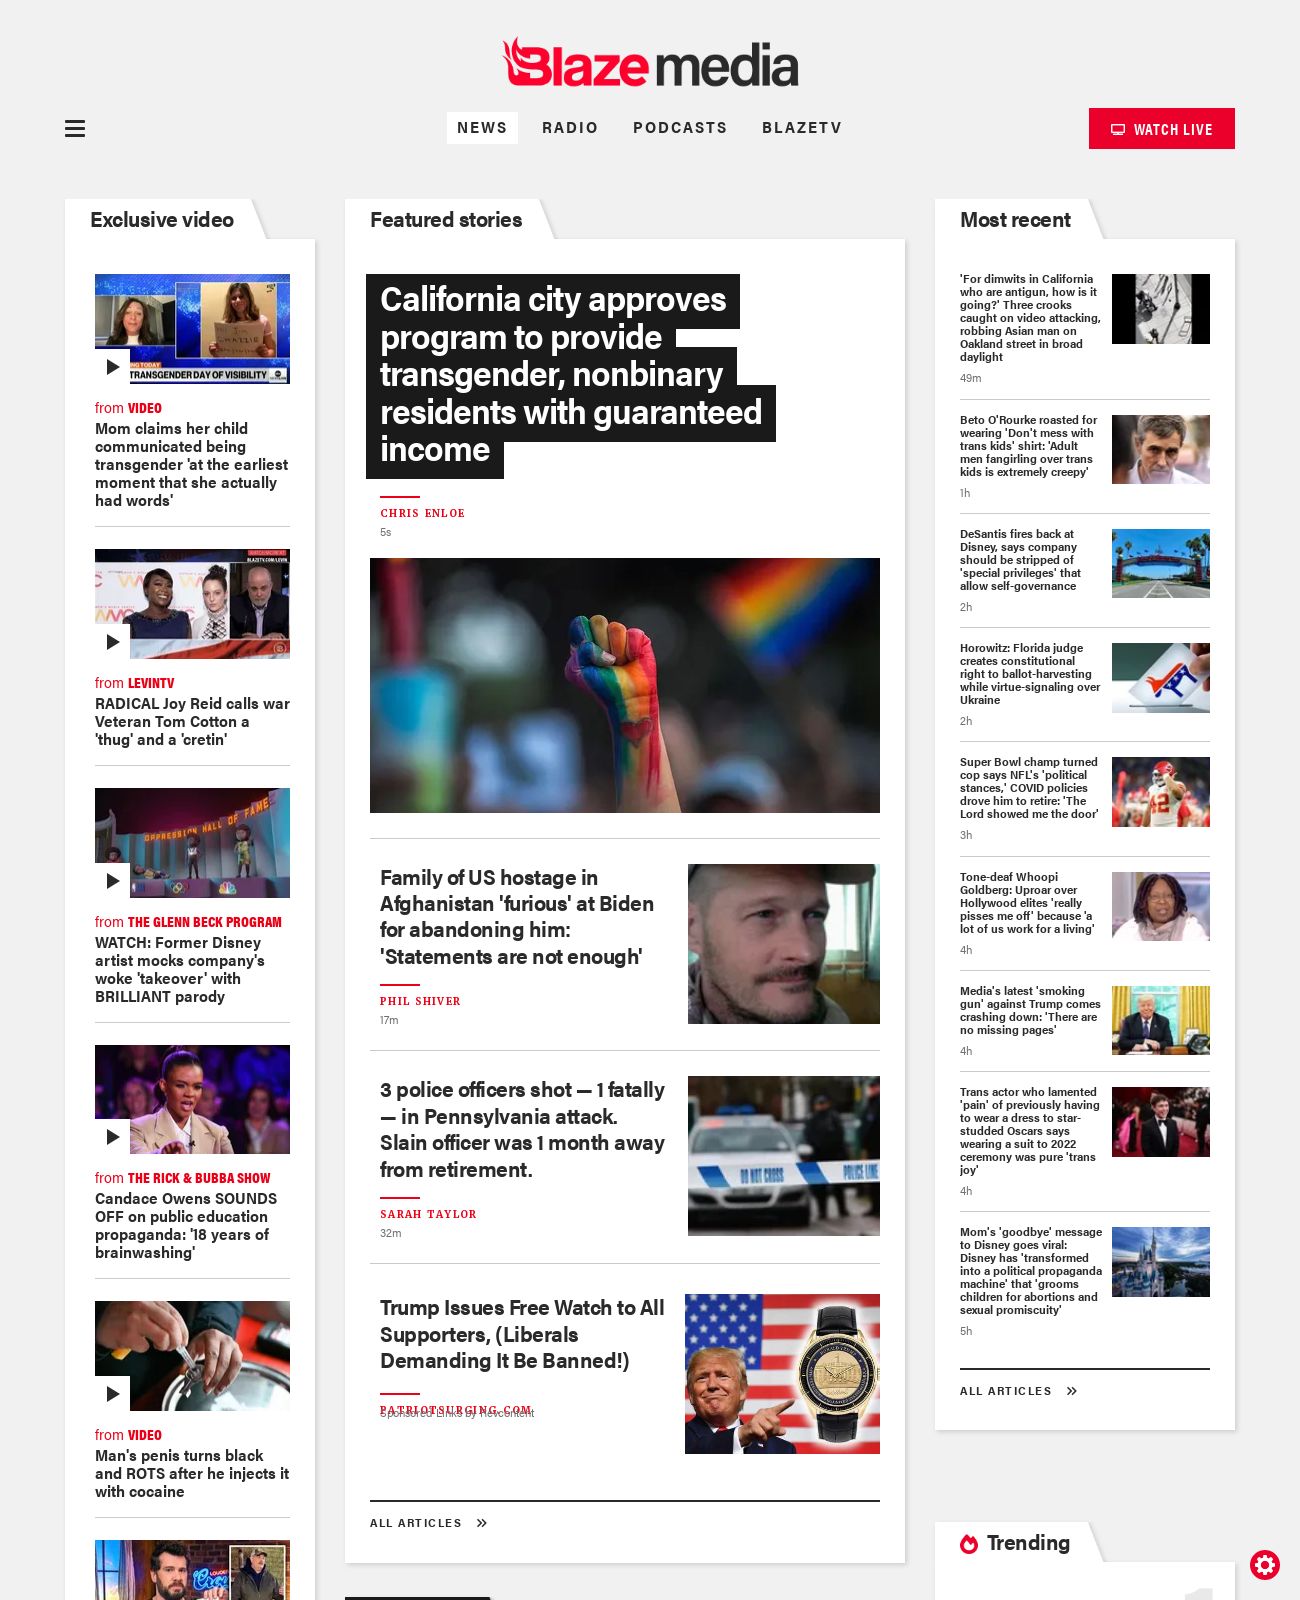 Blaze media
NEWS
RADIO
PODCASTS
BLAZETV
WATCH LIVE
Exclusive video
TRANSGENDER DAY OF VISIBILITY
from VIDEO
Mom claims her child
communicated being
transgender 'at the earliest
moment that she actually
had words'
from LEVINTV
RADICAL Joy Reid calls war
Veteran Tom Cotton a
'thug' and a 'cretin'
OPPRESSION HALL OF FAME
from THE GLENN BECK PROGRAM
WATCH: Former Disney
artist mocks company's
woke 'takeover' with
BRILLIANT parody
from THE RICK & BUBBA SHOW
Candace Owens SOUNDS
OFF on public education
propaganda: '18 years of
brainwashing'
from VIDEO
Man's penis turns black
and ROTS after he injects it
with cocaine
Featured stories
California city approves
program to provide
transgender, nonbinary
residents with guaranteed
income
CHRIS ENLOE
5s
Family of US hostage in
Afghanistan 'furious' at Biden
for abandoning him:
'Statements are not enough'
PHIL SHIVER
17m
3 police officers shot — 1 fatally
— in Pennsylvania attack.
Slain officer was 1 month away
from retirement.
SARAH TAYLOR
32m
DO NOT CROSS
POLICE LINE
Trump Issues Free Watch to All
Supporters, (Liberals
Demanding It Be Banned!)
PATRIOTSURGING.COM
Sponsored Links by Revcontent
ALL ARTICLES
Most recent
'For dimwits in California
who are antigun, how is it
going?' Three crooks
caught on video attacking,
robbing Asian man on
Oakland street in broad
daylight
49m
Beto O'Rourke roasted for
wearing 'Don't mess with
trans kids' shirt: 'Adult
men fangirling over trans
kids is extremely creepy'
1h
DeSantis fires back at
Disney, says company
should be stripped of
'special privileges' that
allow self-governance
2h
Horowitz: Florida judge
creates constitutional
right to ballot-harvesting
while virtue-signaling over
Ukraine
2h
Super Bowl champ turned
cop says NFL's 'political
stances,' COVID policies
drove him to retire: 'The
Lord showed me the door'
3h
Tone-deaf Whoopi
Goldberg: Uproar over
Hollywood elites 'really
pisses me off' because 'a
lot of us work for a living'
4h
Media's latest 'smoking
gun' against Trump comes
crashing down: 'There are
no missing pages'
4h
Trans actor who lamented
'pain' of previously having
to wear a dress to star-
studded Oscars says
wearing a suit to 2022
ceremony was pure 'trans
joy'
4h
Mom's 'goodbye' message
to Disney goes viral:
Disney has 'transformed
into a political propaganda
machine' that 'grooms
children for abortions and
sexual promiscuity'
5h
ALL ARTICLES
Trending